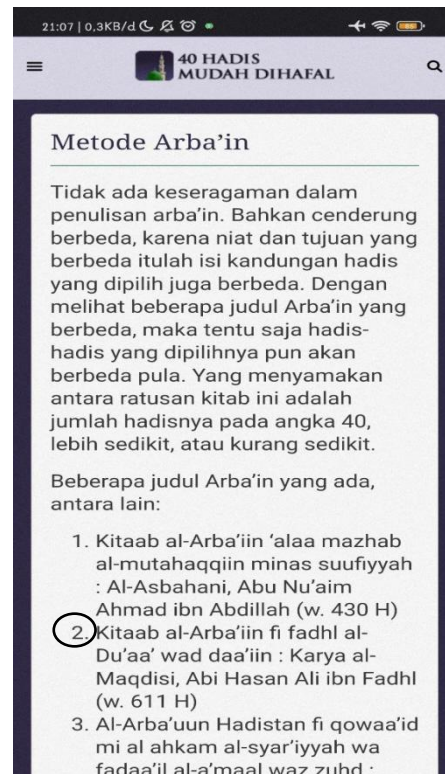 21:07 | 0,3KB/d
40 HADIS
MUDAH DIHAFAL
Metode Arba’in
Tidak ada keseragaman dalam
penulisan arba’in. Bahkan cenderung
berbeda, karena niat dan tujuan yang
berbeda itulah isi kandungan hadis
yang dipilih juga berbeda. Dengan
melihat beberapa judul Arba’in yang
berbeda, maka tentu saja hadis-
hadis yang dipilihnya pun akan
berbeda pula. Yang menyamakan
antara ratusan kitab ini adalah
jumlah hadisnya pada angka 40,
lebih sedikit, atau kurang sedikit.
Beberapa judul Arba’in yang ada,
antara lain:
1. Kitaab al-Arba’iin ‘alaa mazhab
al-mutahaqqiin minas suufiyyah
: Al-Asbahani, Abu Nu’aim
Ahmad ibn Abdillah (w. 430 H)
2. Kitaab al-Arba’iin fi fadhl al-
Du’aa’ wad daa’iin : Karya al-
Maqdisi, Abi Hasan Ali ibn Fadhl
(w. 611 H)
3. Al-Arba’uun Hadistan fi qowaa’id
mi al ahkam al-syar’iyyah wa
fadaa’il al-a’maal waz zuhd :